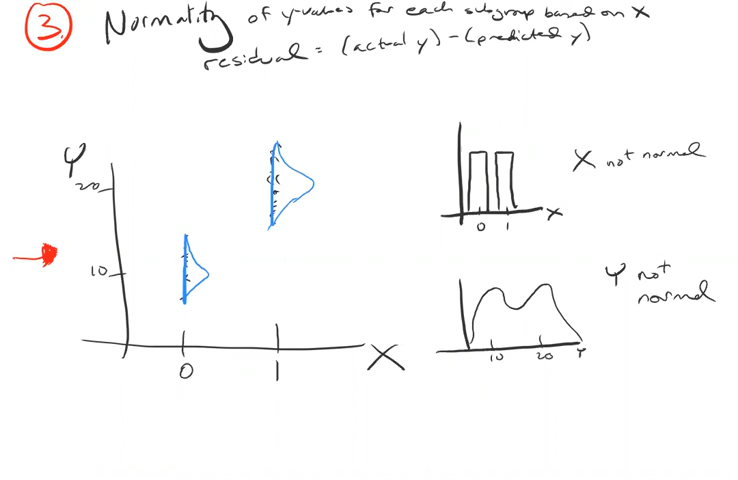 3. Normality of y-values for each subgroup based on X
residual = (actual y) - (predicted y)
Y
20
10
0
1
X
X not normal
0 1 X
Y not
normal
10 20 Y